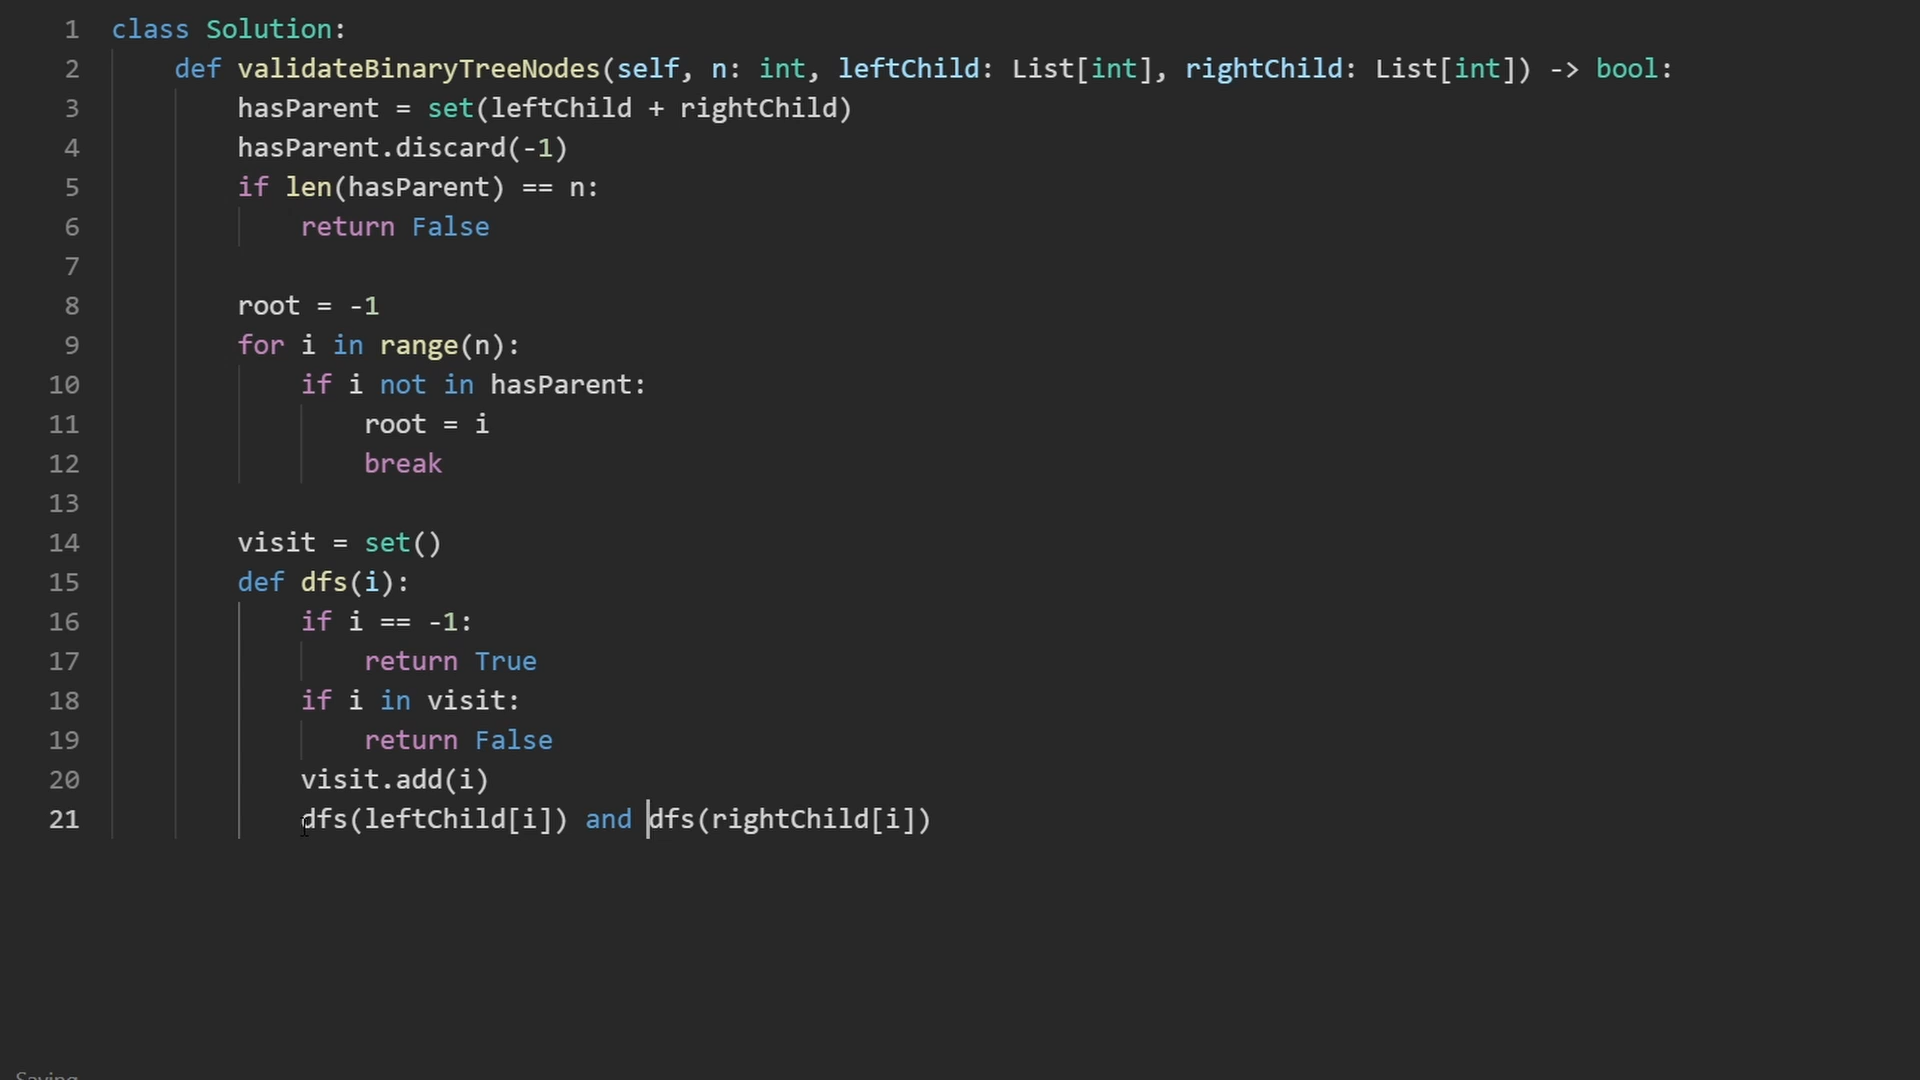 1 class Solution:
2 def validateBinaryTreeNodes(self, n: int, leftChild: List[int], rightChild: List[int]) -> bool:
3 hasParent = set(leftChild + rightChild)
4 hasParent.discard(-1)
5 if len(hasParent) == n:
6 return False
7
8 root = -1
9 for i in range(n):
10 if i not in hasParent:
11 root = i
12 break
13
14 visit = set()
15 def dfs(i):
16 if i == -1:
17 return True
18 if i in visit:
19 return False
20 visit.add(i)
21 dfs(leftChild[i]) and dfs(rightChild[i])
Saving